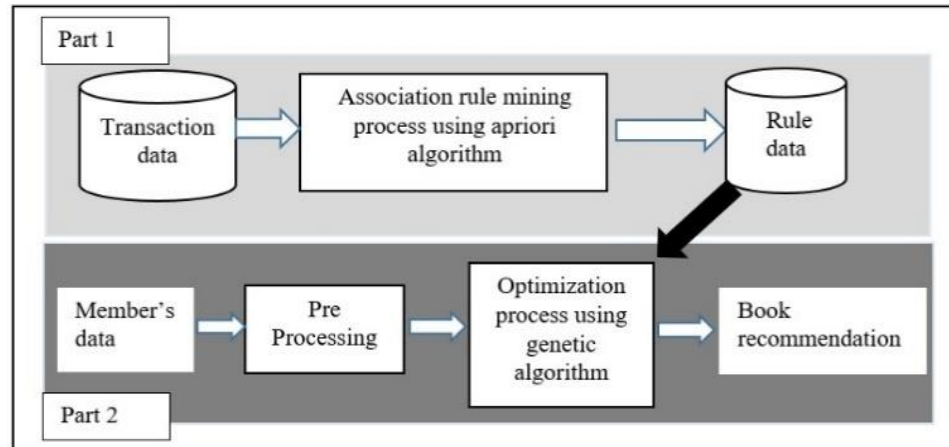 Part 1
Transaction
data
Association rule mining
process using apriori
algorithm
Rule
data
Member's
data
Pre
Processing
Optimization
process using
genetic
algorithm
Book
recommendation
Part 2